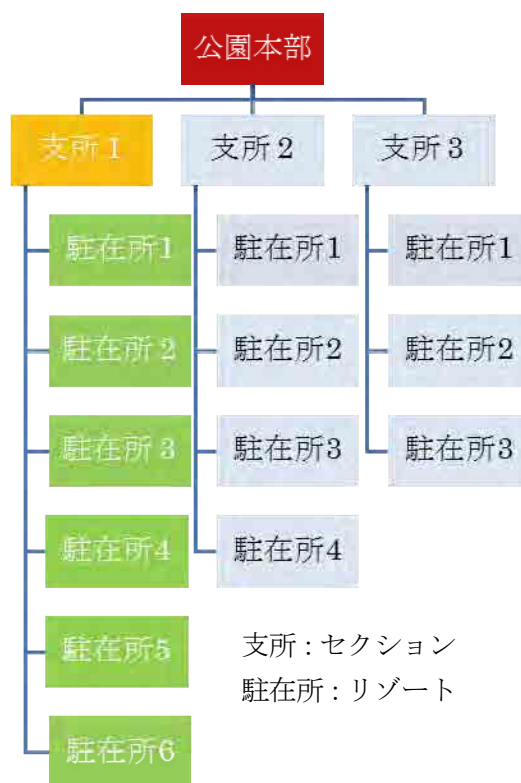 公園本部
支所1
支所2
支所3
駐在所1
駐在所2
駐在所3
駐在所4
駐在所5
駐在所6
駐在所1
駐在所2
駐在所3
駐在所4
駐在所1
駐在所2
駐在所3
支所:セクション
駐在所:リゾート